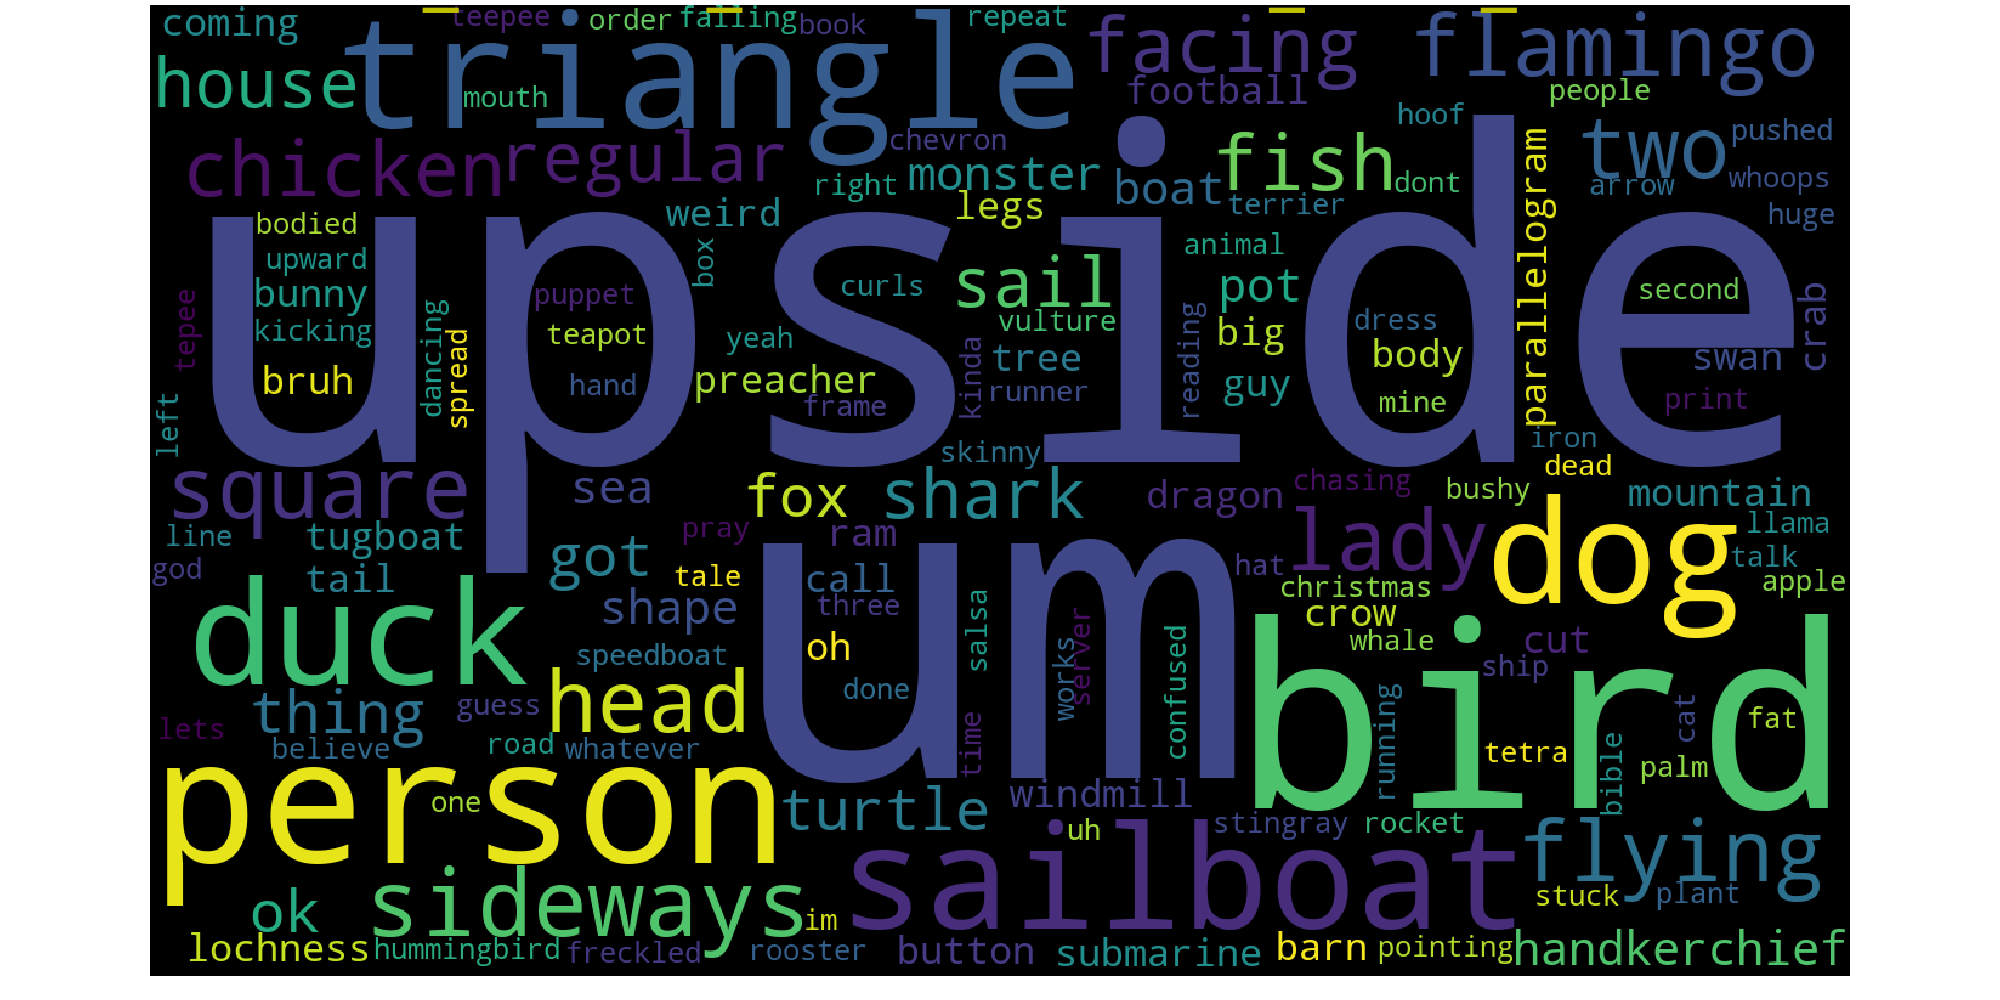 coming
teepee
order
falling
book
repeat
triangle
facing
flamingo
house
mouth
football
people
hoof
chicken
regular
chevron
monster
right
boat
fish
dont
two
pushed
arrow
whoops
terrier
huge
parallelogram
upside
bodied
upward
bunny
kicking
bruh
tepee
left
dancing
spread
weird
box
puppet
teapot
hand
yeah
preacher
curls
frame
legs
sail
vulture
tree
runner
kinda
skinny
animal
pot
big
guy
reading
dress
body
mine
second
swan
crab
print
iron
dead
square
sea
fox
shark
dragon
chasing
bushy
mountain
line
god
tugboat
tail
got
pray
tale
ram
call
um
lady
hat
christmas
crow
whale
dog
llama
talk
apple
duck
shape
three
oh
salsa
works
server
confused
cut
ship
bird
speedboat
head
done
thing
guess
lets
believe
road
whatever
time
running
tetra
cat
fat
bible
palm
person
one
turtle
windmill
uh
stingray
rocket
sailboat
flying
stuck
plant
ok
sideways
im
lochness
hummingbird
freckled
rooster
button
submarine
barn
pointing
handkerchief